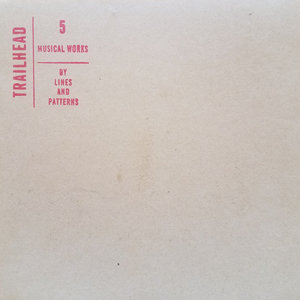 TRAILHEAD
5
MUSICAL WORKS
BY
LINES
AND
PATTERNS